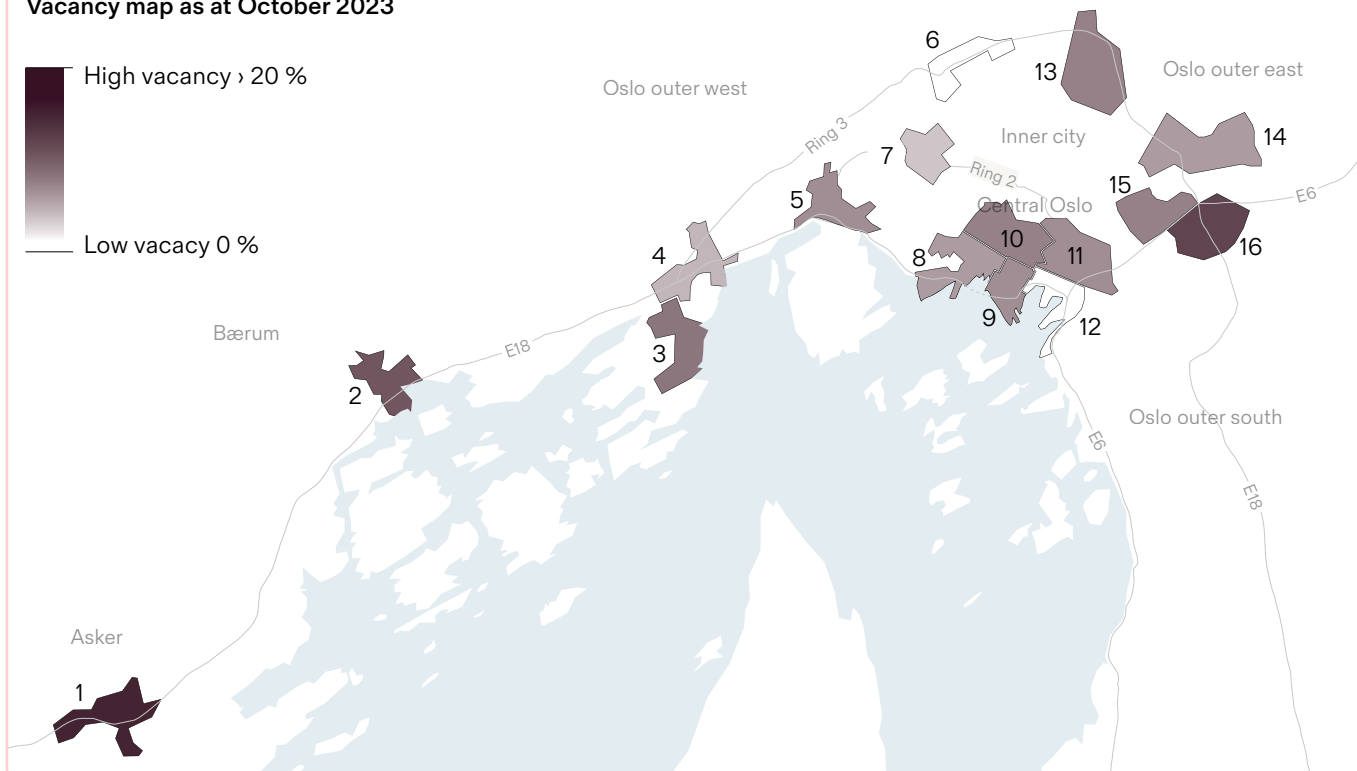 Vacancy map as at October 2023
High vacancy › 20 %
Low vacacy 0 %
6
13
Oslo outer east
Oslo outer west
Ring 3
Inner city
14
7
Ring 2
15
E6
5
Central Oslo
10
16
4
8
11
9
12
Bærum
E18
3
2
Oslo outer south
E6
E18
Asker
1